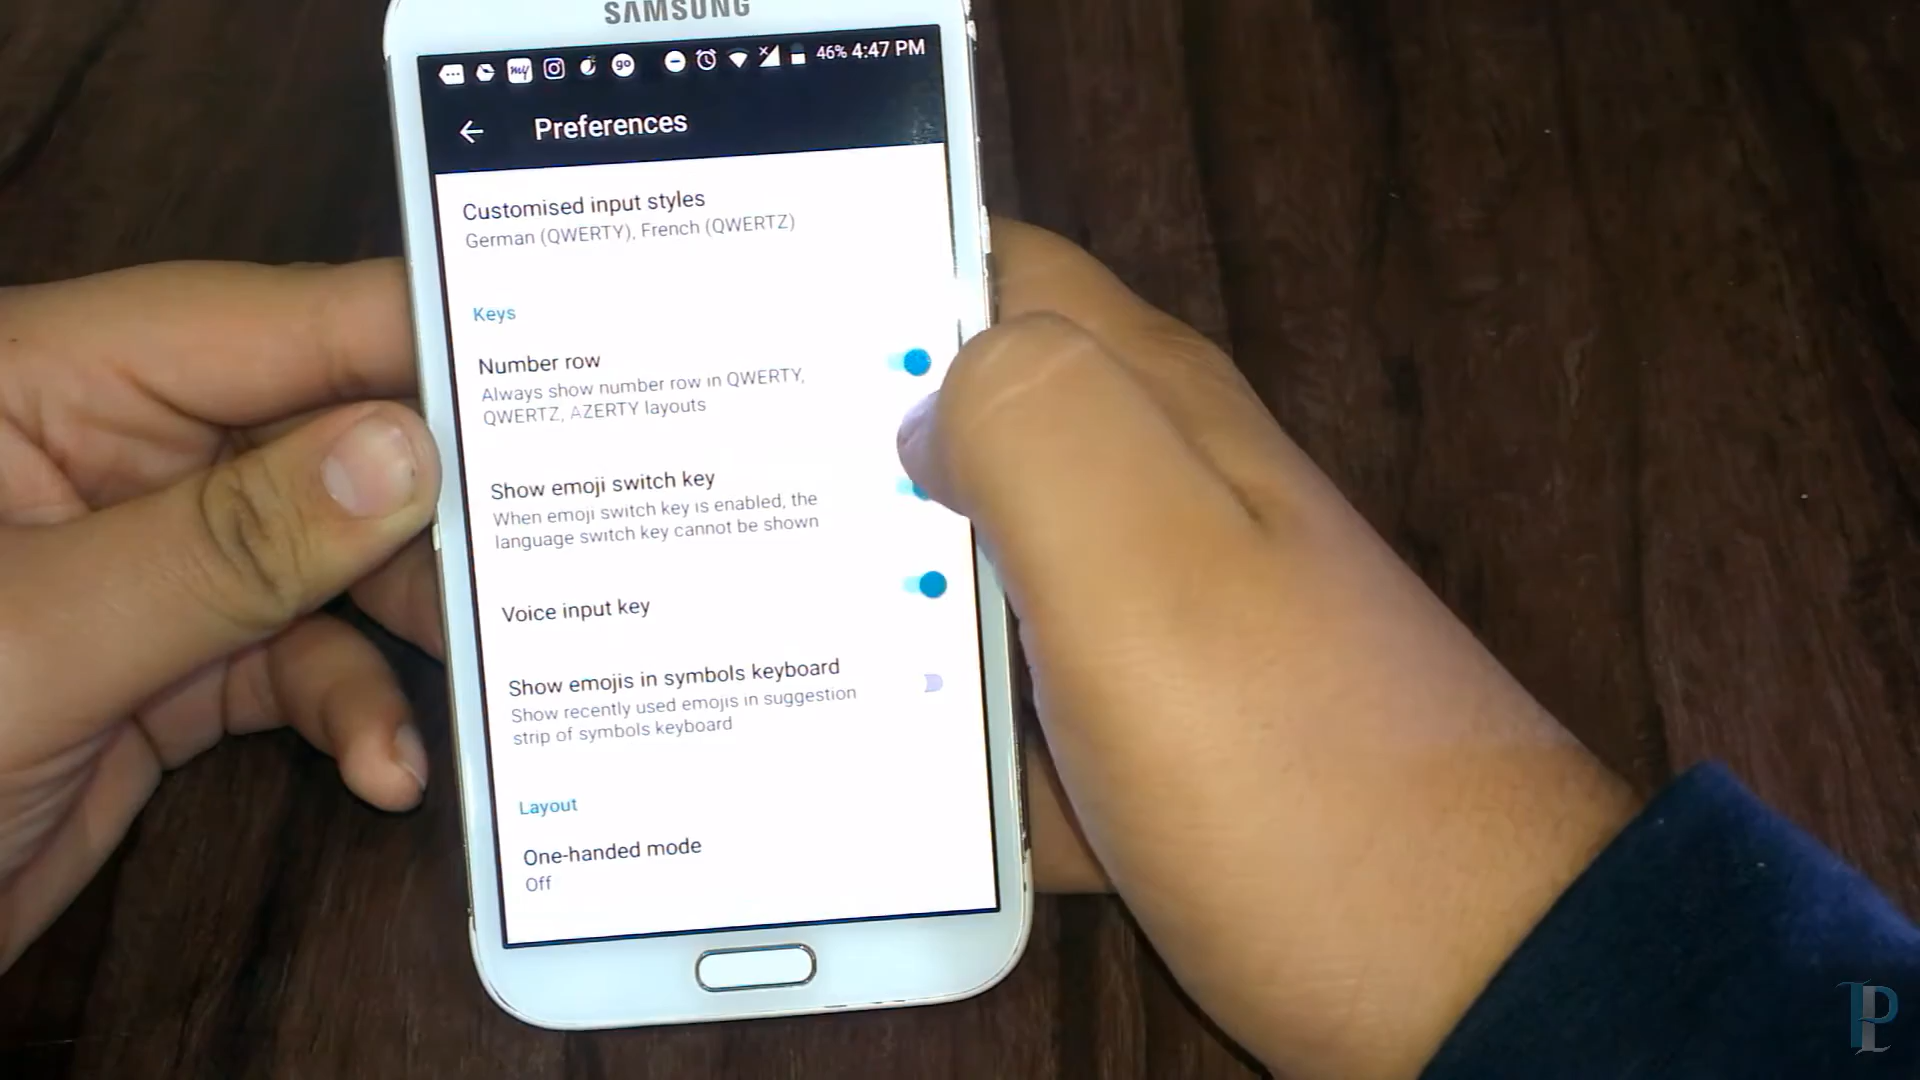 SAMSUNG
my
go
46% 4:47 PM
Preferences
Customised input styles
German (QWERTY), French (QWERTZ)
Keys
Number row
Always show number row in QWERTY,
QWERTZ, AZERTY layouts
Show emoji switch key
When emoji switch key is enabled, the
language switch key cannot be shown
Voice input key
Show emojis in symbols keyboard
Show recently used emojis in suggestion
strip of symbols keyboard
Layout
One-handed mode
Off